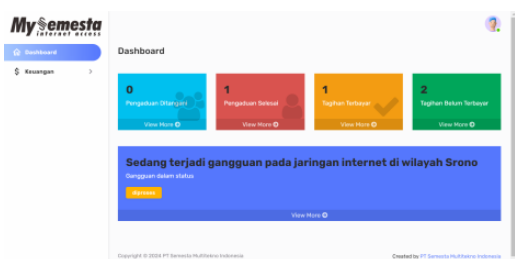 MySemesta
internet access
Dashboard
Keuangan
Dashboard
0
Pengaduan Ditangani
View More
1
Pengaduan Selesai
View More
1
Tagihan Terbayar
View More
2
Tagihan Belum Terbayar
View More
Sedang terjadi gangguan pada jaringan internet di wilayah Srono
Gangguan dalam status
diproses
View More
Copyright © 2024 PT Semesta Multitekno Indonesia
Created by PT Semesta Multitekno Indonesia